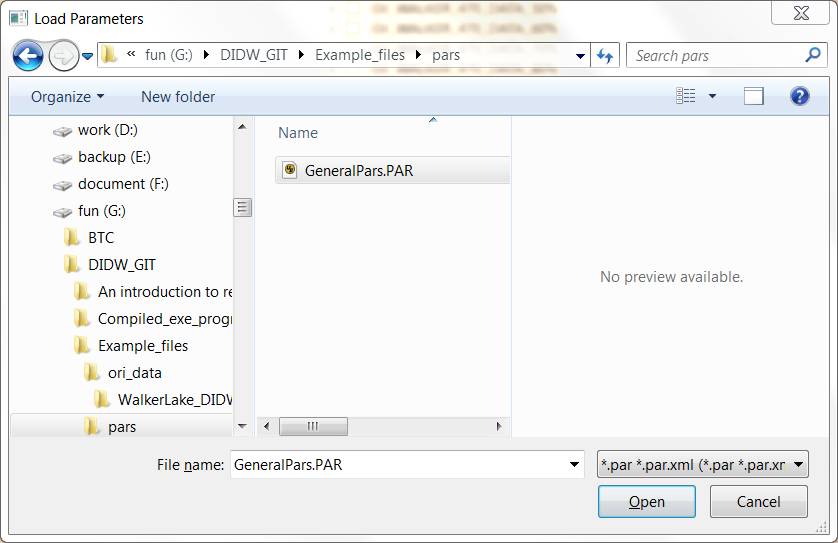 Load Parameters
« fun (G:) DIDW_GIT Example_files pars Search pars
Organize New folder
work (D:)
backup (E:)
document (F:)
fun (G:)
BTC
DIDW_GIT
An introduction to re
Compiled_exe_progr
Example_files
ori_data
WalkerLake_DIDW
pars
Name
GeneralPars.PAR
No preview available.
File name: GeneralPars.PAR *.par *.par.xml (*.par *.par.xn
Open Cancel